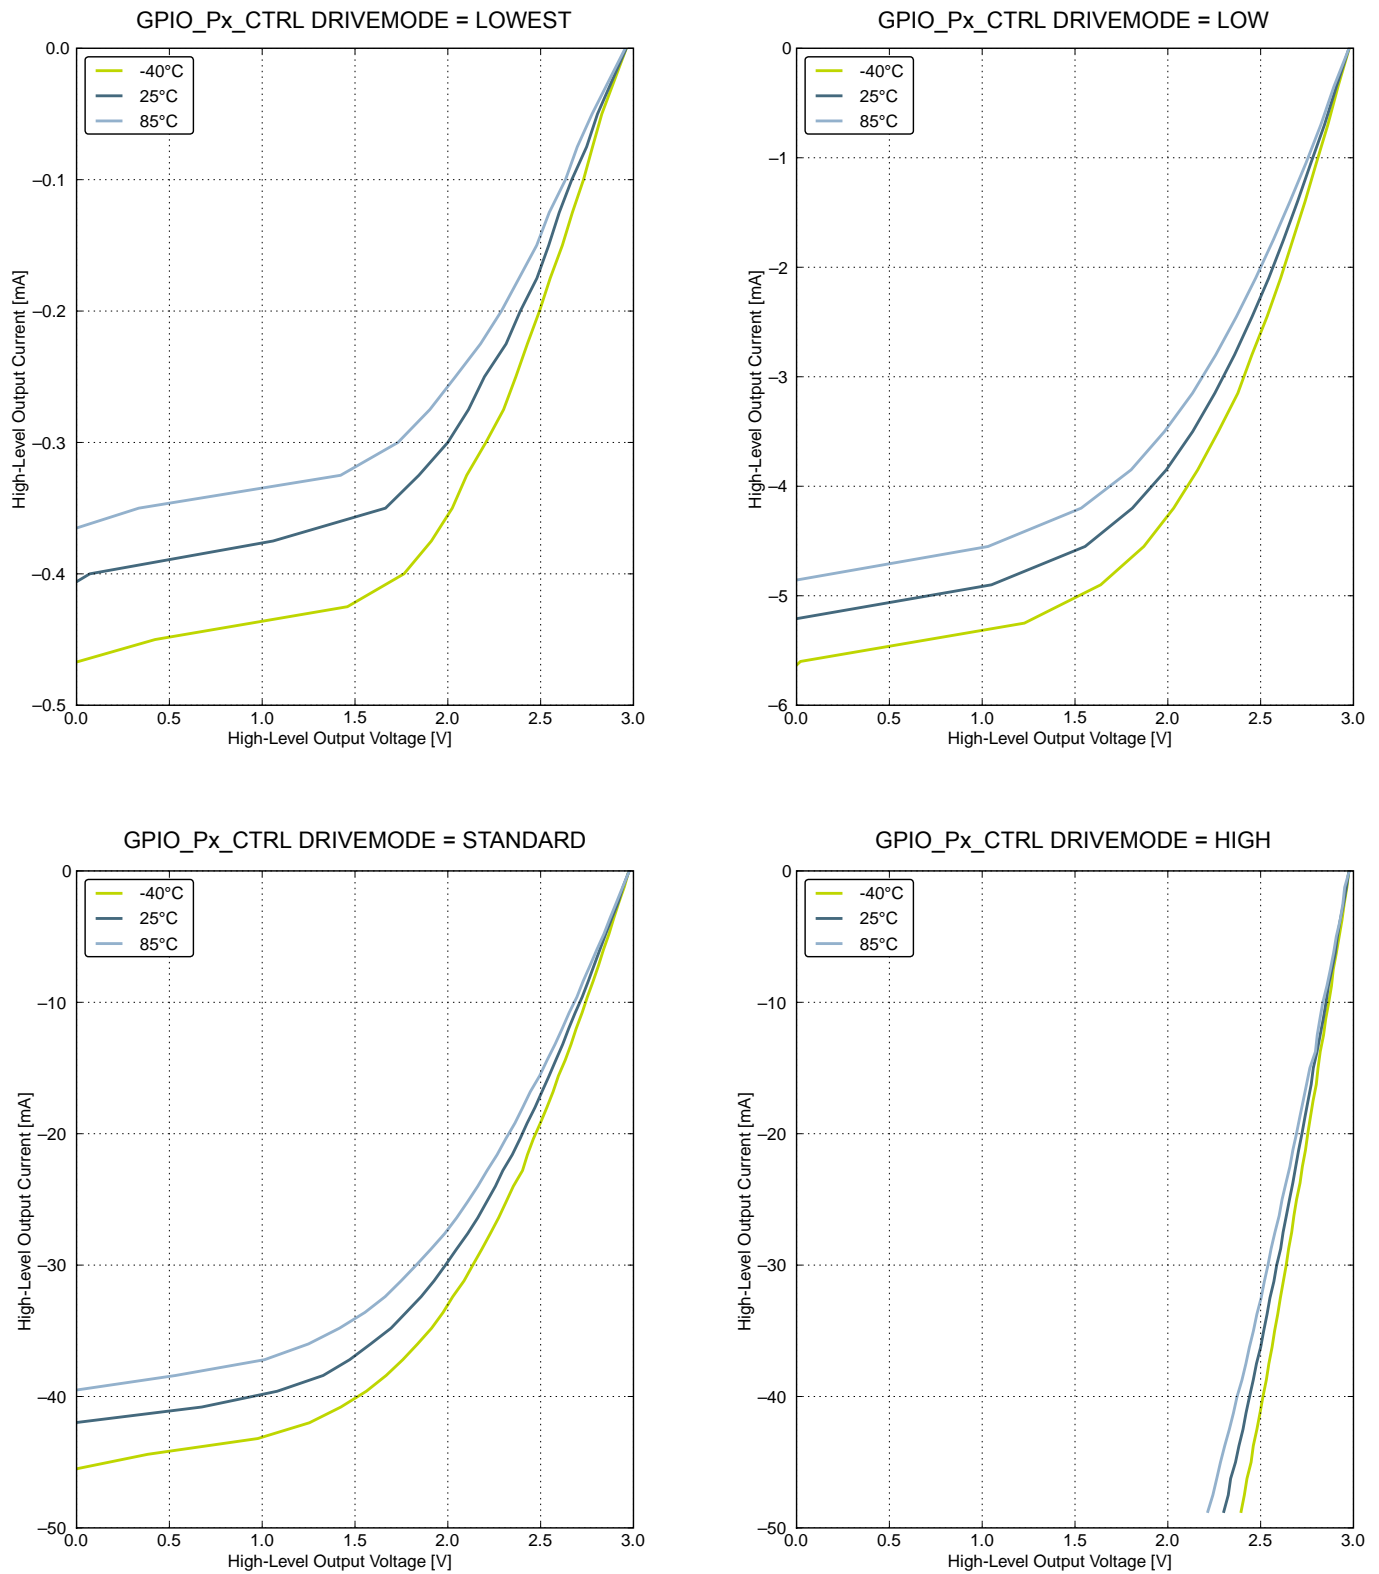 GPIO_Px_CTRL DRIVEMODE = LOWEST
0.0
–0.1
–0.2
–0.3
–0.4
–0.5
High-Level Output Current [mA]
-40°C
25°C
85°C
0.0 0.5 1.0 1.5 2.0 2.5 3.0
High-Level Output Voltage [V]
GPIO_Px_CTRL DRIVEMODE = LOW
0
–1
–2
–3
–4
–5
–6
High-Level Output Current [mA]
-40°C
25°C
85°C
0.0 0.5 1.0 1.5 2.0 2.5 3.0
High-Level Output Voltage [V]
GPIO_Px_CTRL DRIVEMODE = STANDARD
0
–10
–20
–30
–40
–50
High-Level Output Current [mA]
-40°C
25°C
85°C
0.0 0.5 1.0 1.5 2.0 2.5 3.0
High-Level Output Voltage [V]
GPIO_Px_CTRL DRIVEMODE = HIGH
0
–10
–20
–30
–40
–50
High-Level Output Current [mA]
-40°C
25°C
85°C
0.0 0.5 1.0 1.5 2.0 2.5 3.0
High-Level Output Voltage [V]